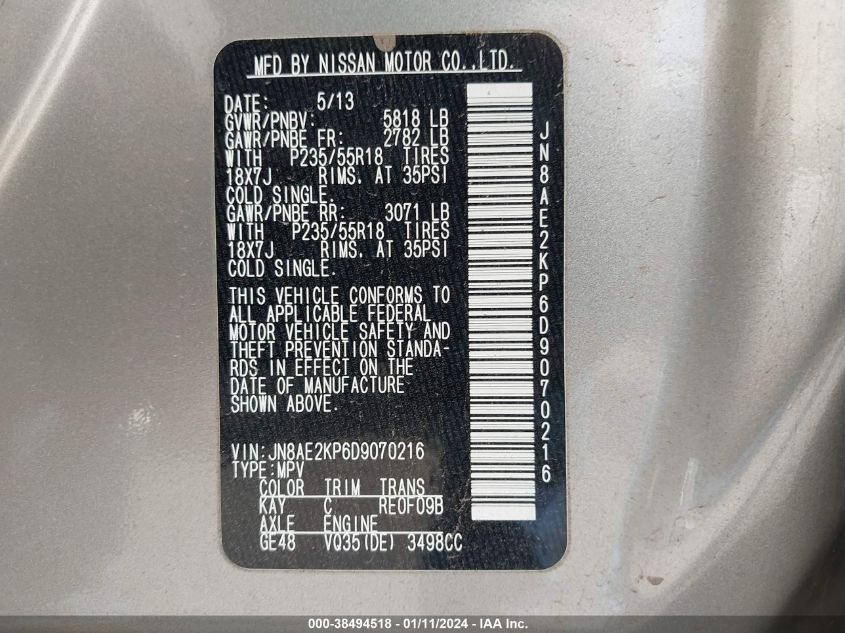 MFD BY NISSAN MOTOR CO.,LTD.
DATE: 5/13
GVWR/PNBV: 5818 LB
GAWR/PNBE FR: 2782 LB
WITH P235/55R18 TIRES
18X7J RIMS. AT 35PSI
COLD SINGLE.
GAWR/PNBE RR: 3071 LB
WITH P235/55R18 TIRES
18X7J RIMS. AT 35PSI
COLD SINGLE.
THIS VEHICLE CONFORMS TO
ALL APPLICABLE FEDERAL
MOTOR VEHICLE SAFETY AND
THEFT PREVENTION STANDA-
RDS IN EFFECT ON THE
DATE OF MANUFACTURE
SHOWN ABOVE.
VIN:JN8AE2KP6D9070216
TYPE:MPV
COLOR TRIM TRANS
KAY C RE0F09B
AXLE ENGINE
GE48 VQ35(DE) 3498CC
JN8AE2KP6D9070216
000-38494518 - 01/11/2024 - IAA Inc.